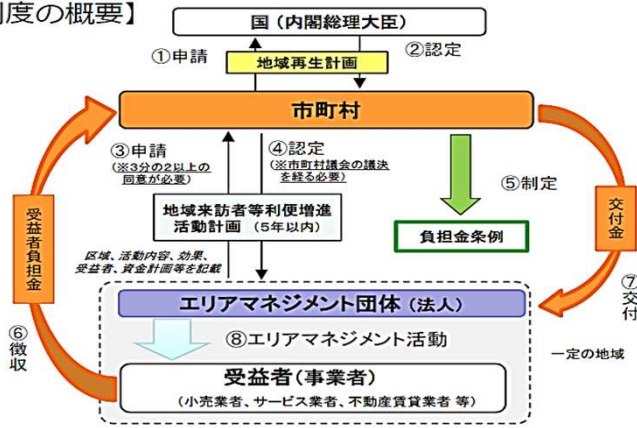 制度の概要】
国（内閣総理大臣）
①申請
②認定
地域再生計画
市町村
③申請
（※3分の2以上の
同意が必要）
④認定
（※市町村議会の議決
を経る必要）
⑤制定
地域来訪者等利便増進
活動計画（5年以内）
負担金条例
区域、活動内容、効果、
受益者、資金計画等を記載
受益者負担金
交付金
⑥徴収
⑦交付
エリアマネジメント団体（法人）
⑧エリアマネジメント活動
一定の地域
受益者（事業者）
（小売業者、サービス業者、不動産賃貸業者 等）